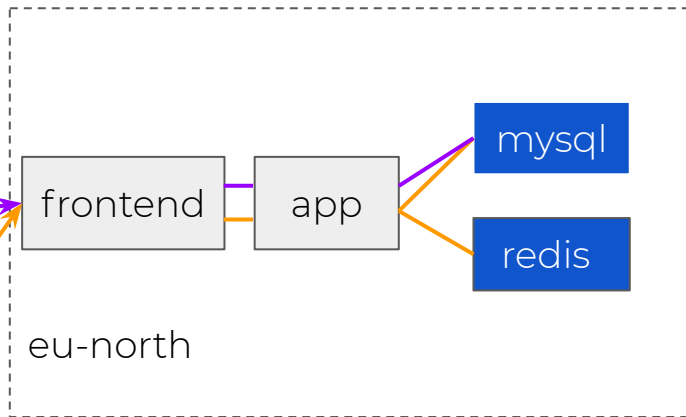 mysql
frontend
app
redis
eu-north